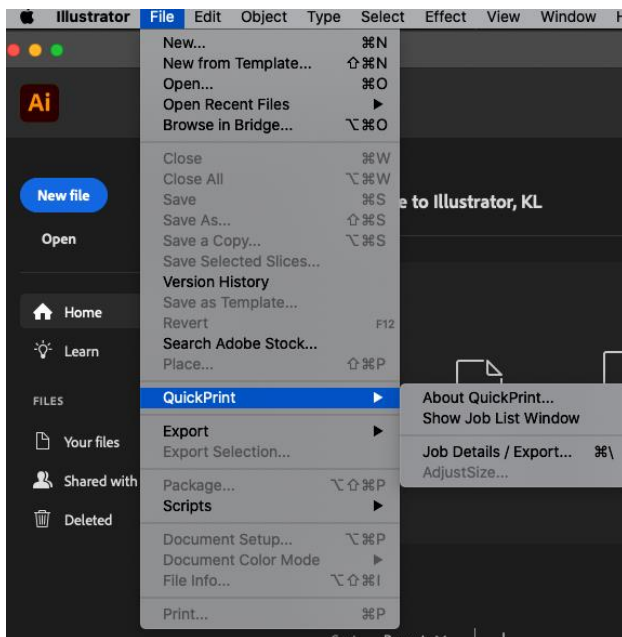 Illustrator File Edit Object Type Select Effect View Window
New... ⌘N
New from Template... ⇧⌘N
Open... ⌘O
Open Recent Files ▶
Browse in Bridge... ⌥⌘O
Close ⌘W
Close All ⌥⌘W
Save ⌘S
Save As... ⇧⌘S
Save a Copy... ⌥⌘S
Save Selected Slices...
Version History
Save as Template...
Revert F12
Search Adobe Stock...
Place... ⇧⌘P
QuickPrint ▶
About QuickPrint...
Show Job List Window
Job Details / Export... ⌘\
AdjustSize...
Export ▶
Export Selection...
Package... ⌥⇧⌘P
Scripts ▶
Document Setup... ⌥⌘P
Document Color Mode ▶
File Info... ⌥⇧⌘I
Print... ⌘P
Ai
New file
Open
Home
Learn
FILES
Your files
Shared with
Deleted
e to Illustrator, KL